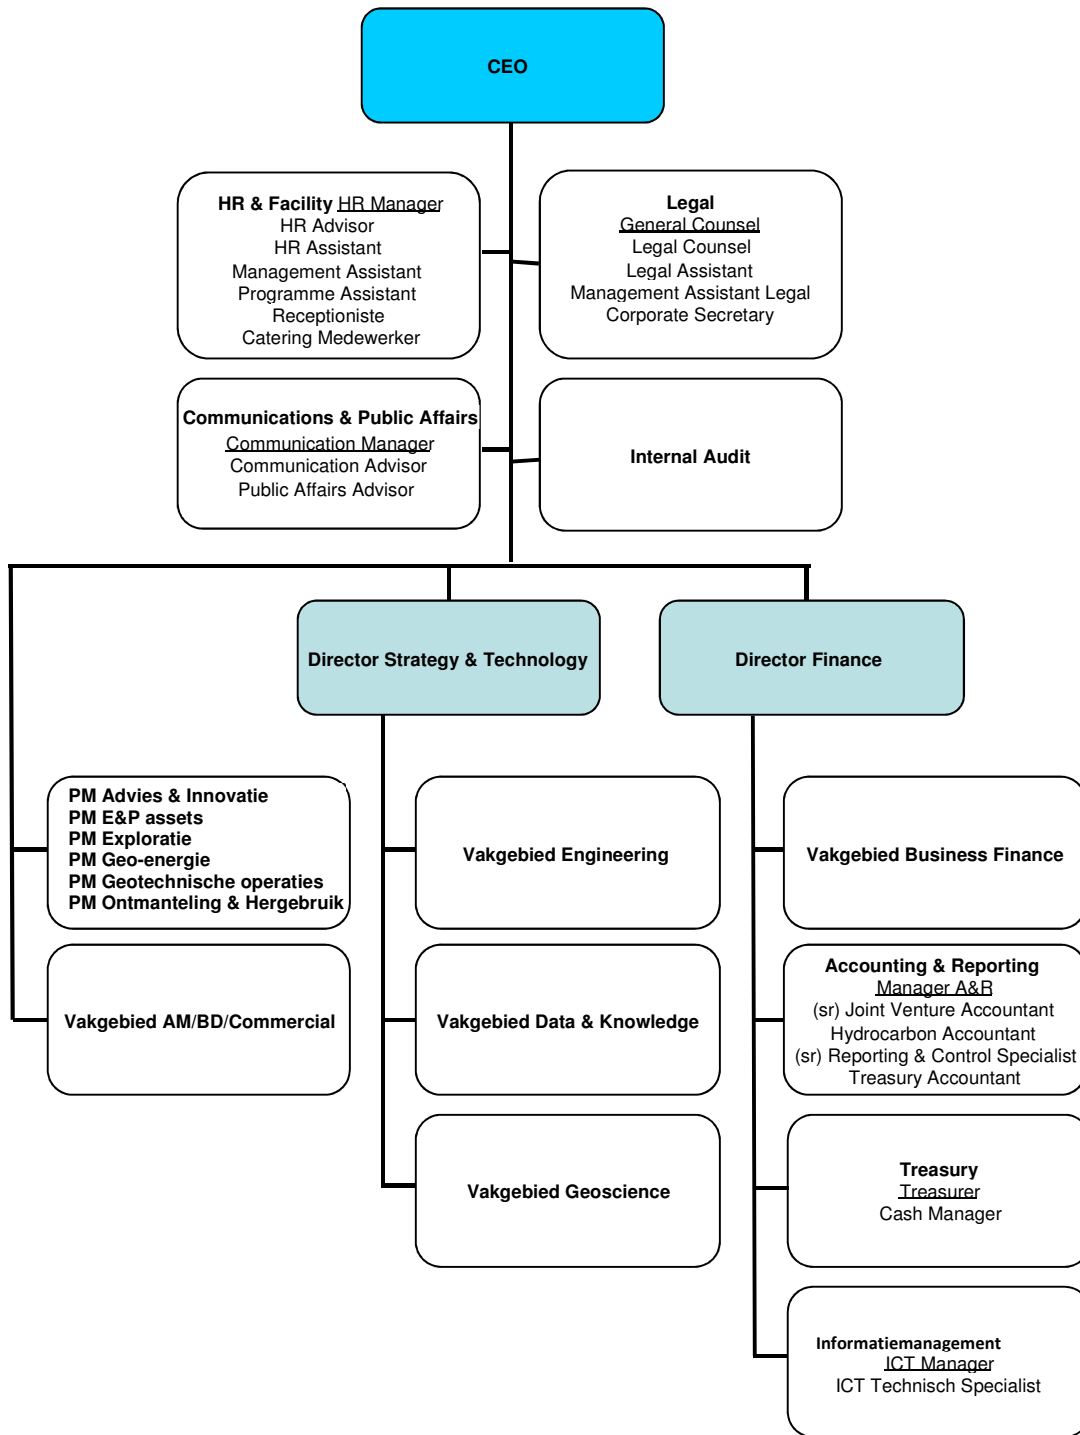 CEO
HR & Facility HR Manager
HR Advisor
HR Assistant
Management Assistant
Programme Assistant
Receptioniste
Catering Medewerker
Legal
General Counsel
Legal Counsel
Legal Assistant
Management Assistant Legal
Corporate Secretary
Communications & Public Affairs
Communication Manager
Communication Advisor
Public Affairs Advisor
Internal Audit
Director Strategy & Technology
Director Finance
PM Advies & Innovatie
PM E&P assets
PM Exploratie
PM Geo-energie
PM Geotechnische operaties
PM Ontmanteling & Hergebruik
Vakgebied Engineering
Vakgebied Business Finance
Vakgebied AM/BD/Commercial
Vakgebied Data & Knowledge
Accounting & Reporting
Manager A&R
(sr) Joint Venture Accountant
Hydrocarbon Accountant
(sr) Reporting & Control Specialist
Treasury Accountant
Vakgebied Geoscience
Treasury
Treasurer
Cash Manager
Informatiemanagement
ICT Manager
ICT Technisch Specialist